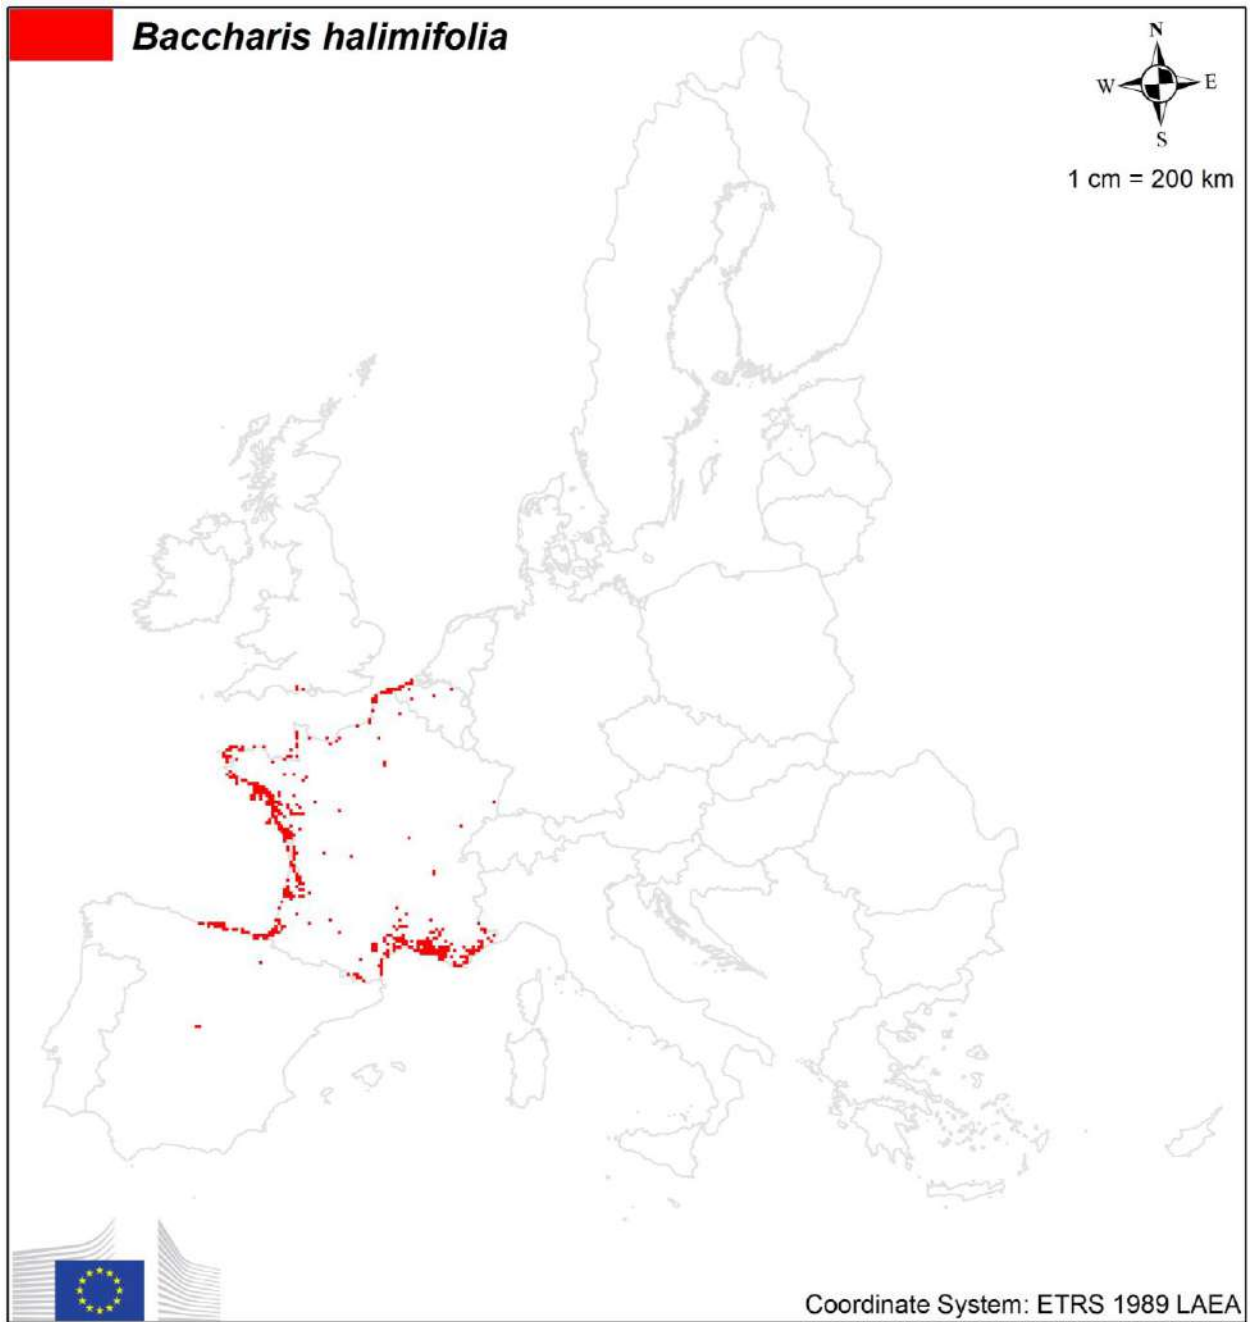 Baccharis halimifolia
N
W E
S
1 cm = 200 km
Coordinate System: ETRS 1989 LAEA